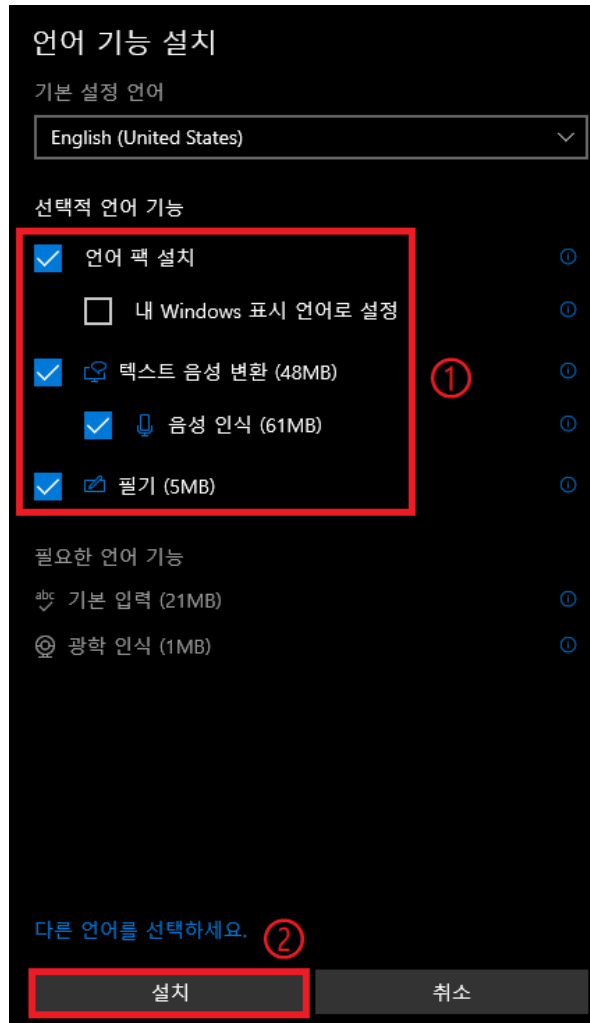 언어 기능 설치
기본 설정 언어
English (United States)
선택적 언어 기능
언어 팩 설치
내 Windows 표시 언어로 설정
텍스트 음성 변환 (48MB)
①
음성 인식 (61MB)
필기 (5MB)
필요한 언어 기능
abc 기본 입력 (21MB)
광학 인식 (1MB)
다른 언어를 선택하세요. ②
설치 취소